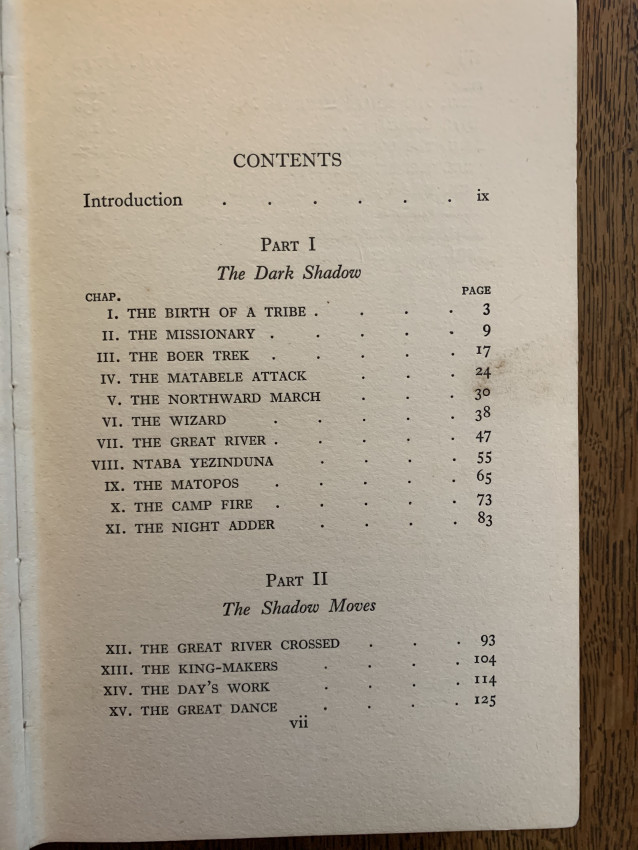 CONTENTS
Introduction . . . . . . ix
PART I
The Dark Shadow
CHAP. PAGE
I. THE BIRTH OF A TRIBE . . . . 3
II. THE MISSIONARY . . . . . 9
III. THE BOER TREK . . . . . 17
IV. THE MATABELE ATTACK . . . 24
V. THE NORTHWARD MARCH . . . 30
VI. THE WIZARD . . . . . 38
VII. THE GREAT RIVER . . . . . 47
VIII. NTABA YEZINDUNA . . . . 55
IX. THE MATOPOS . . . . . 65
X. THE CAMP FIRE . . . . . 73
XI. THE NIGHT ADDER . . . . 83
PART II
The Shadow Moves
XII. THE GREAT RIVER CROSSED . . . 93
XIII. THE KING-MAKERS . . . . 104
XIV. THE DAY'S WORK . . . . 114
XV. THE GREAT DANCE . . . . 125
vii